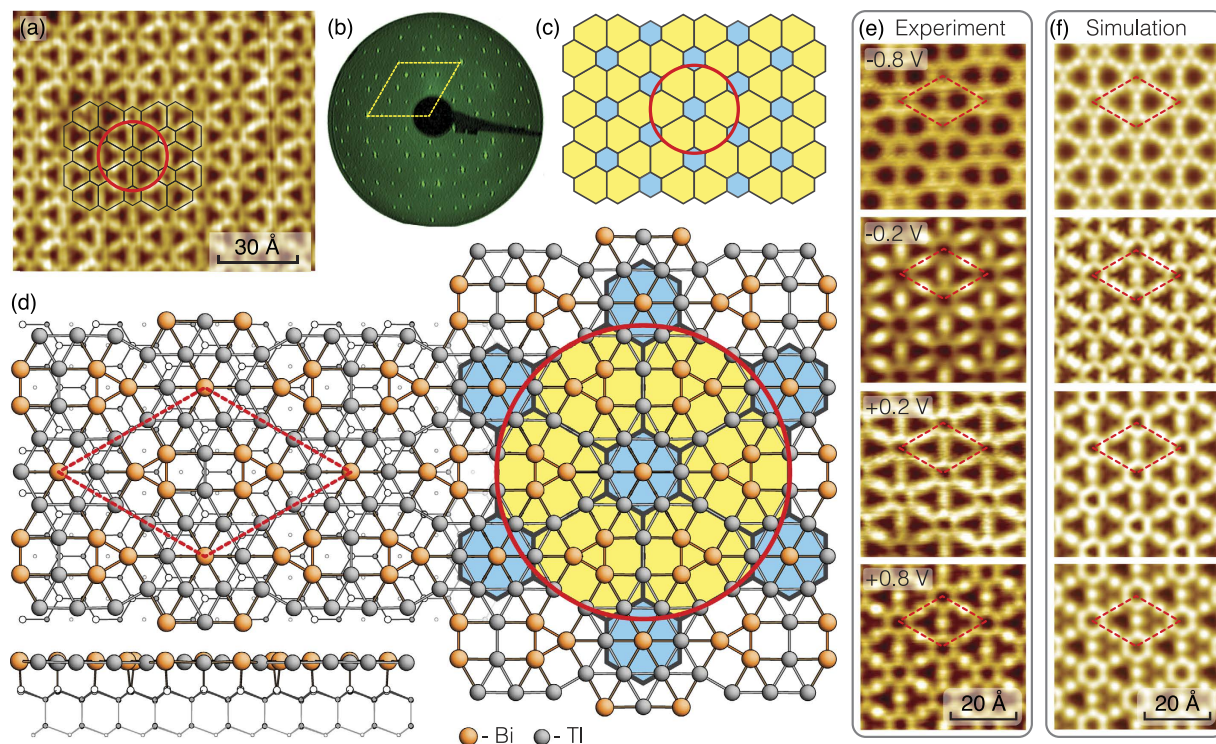 (a)
30 Å
(b)
(c)
(d)
- Bi
- Tl
(e) Experiment
-0.8 V
-0.2 V
+0.2 V
+0.8 V
20 Å
(f) Simulation
20 Å